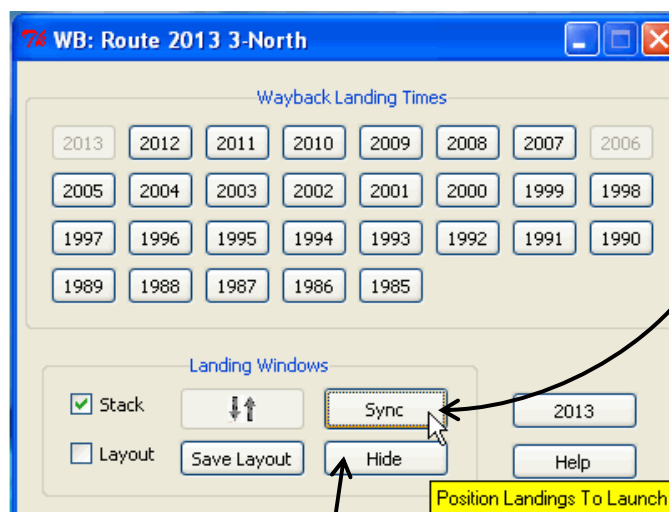 WB: Route 2013 3-North
Wayback Landing Times
2013 2012 2011 2010 2009 2008 2007 2006
2005 2004 2003 2002 2001 2000 1999 1998
1997 1996 1995 1994 1993 1992 1991 1990
1989 1988 1987 1986 1985
Landing Windows
Stack Sync 2013
Layout Save Layout Hide Help
Position Landings To Launch